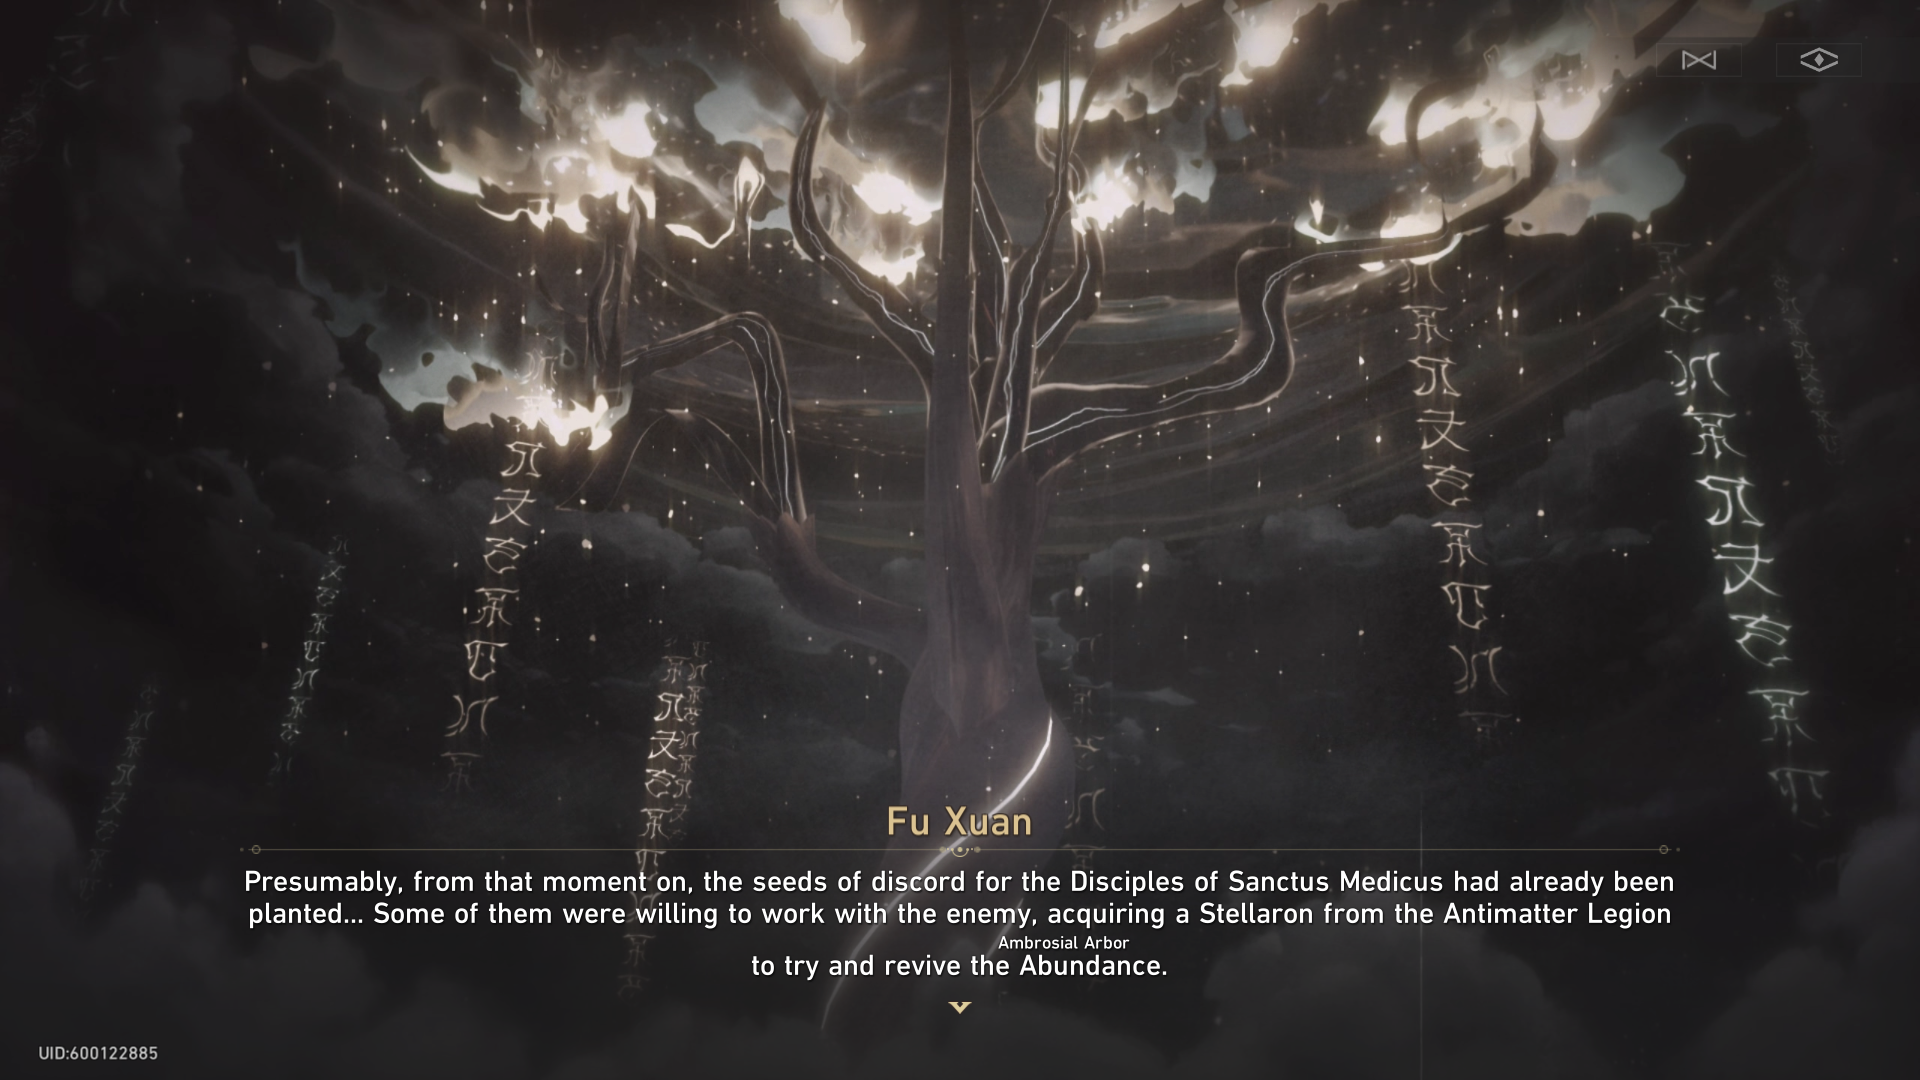 Fu Xuan
Presumably, from that moment on, the seeds of discord for the Disciples of Sanctus Medicus had already been
planted... Some of them were willing to work with the enemy, acquiring a Stellaron from the Antimatter Legion
Ambrosial Arbor
to try and revive the Abundance.
UID:600122885